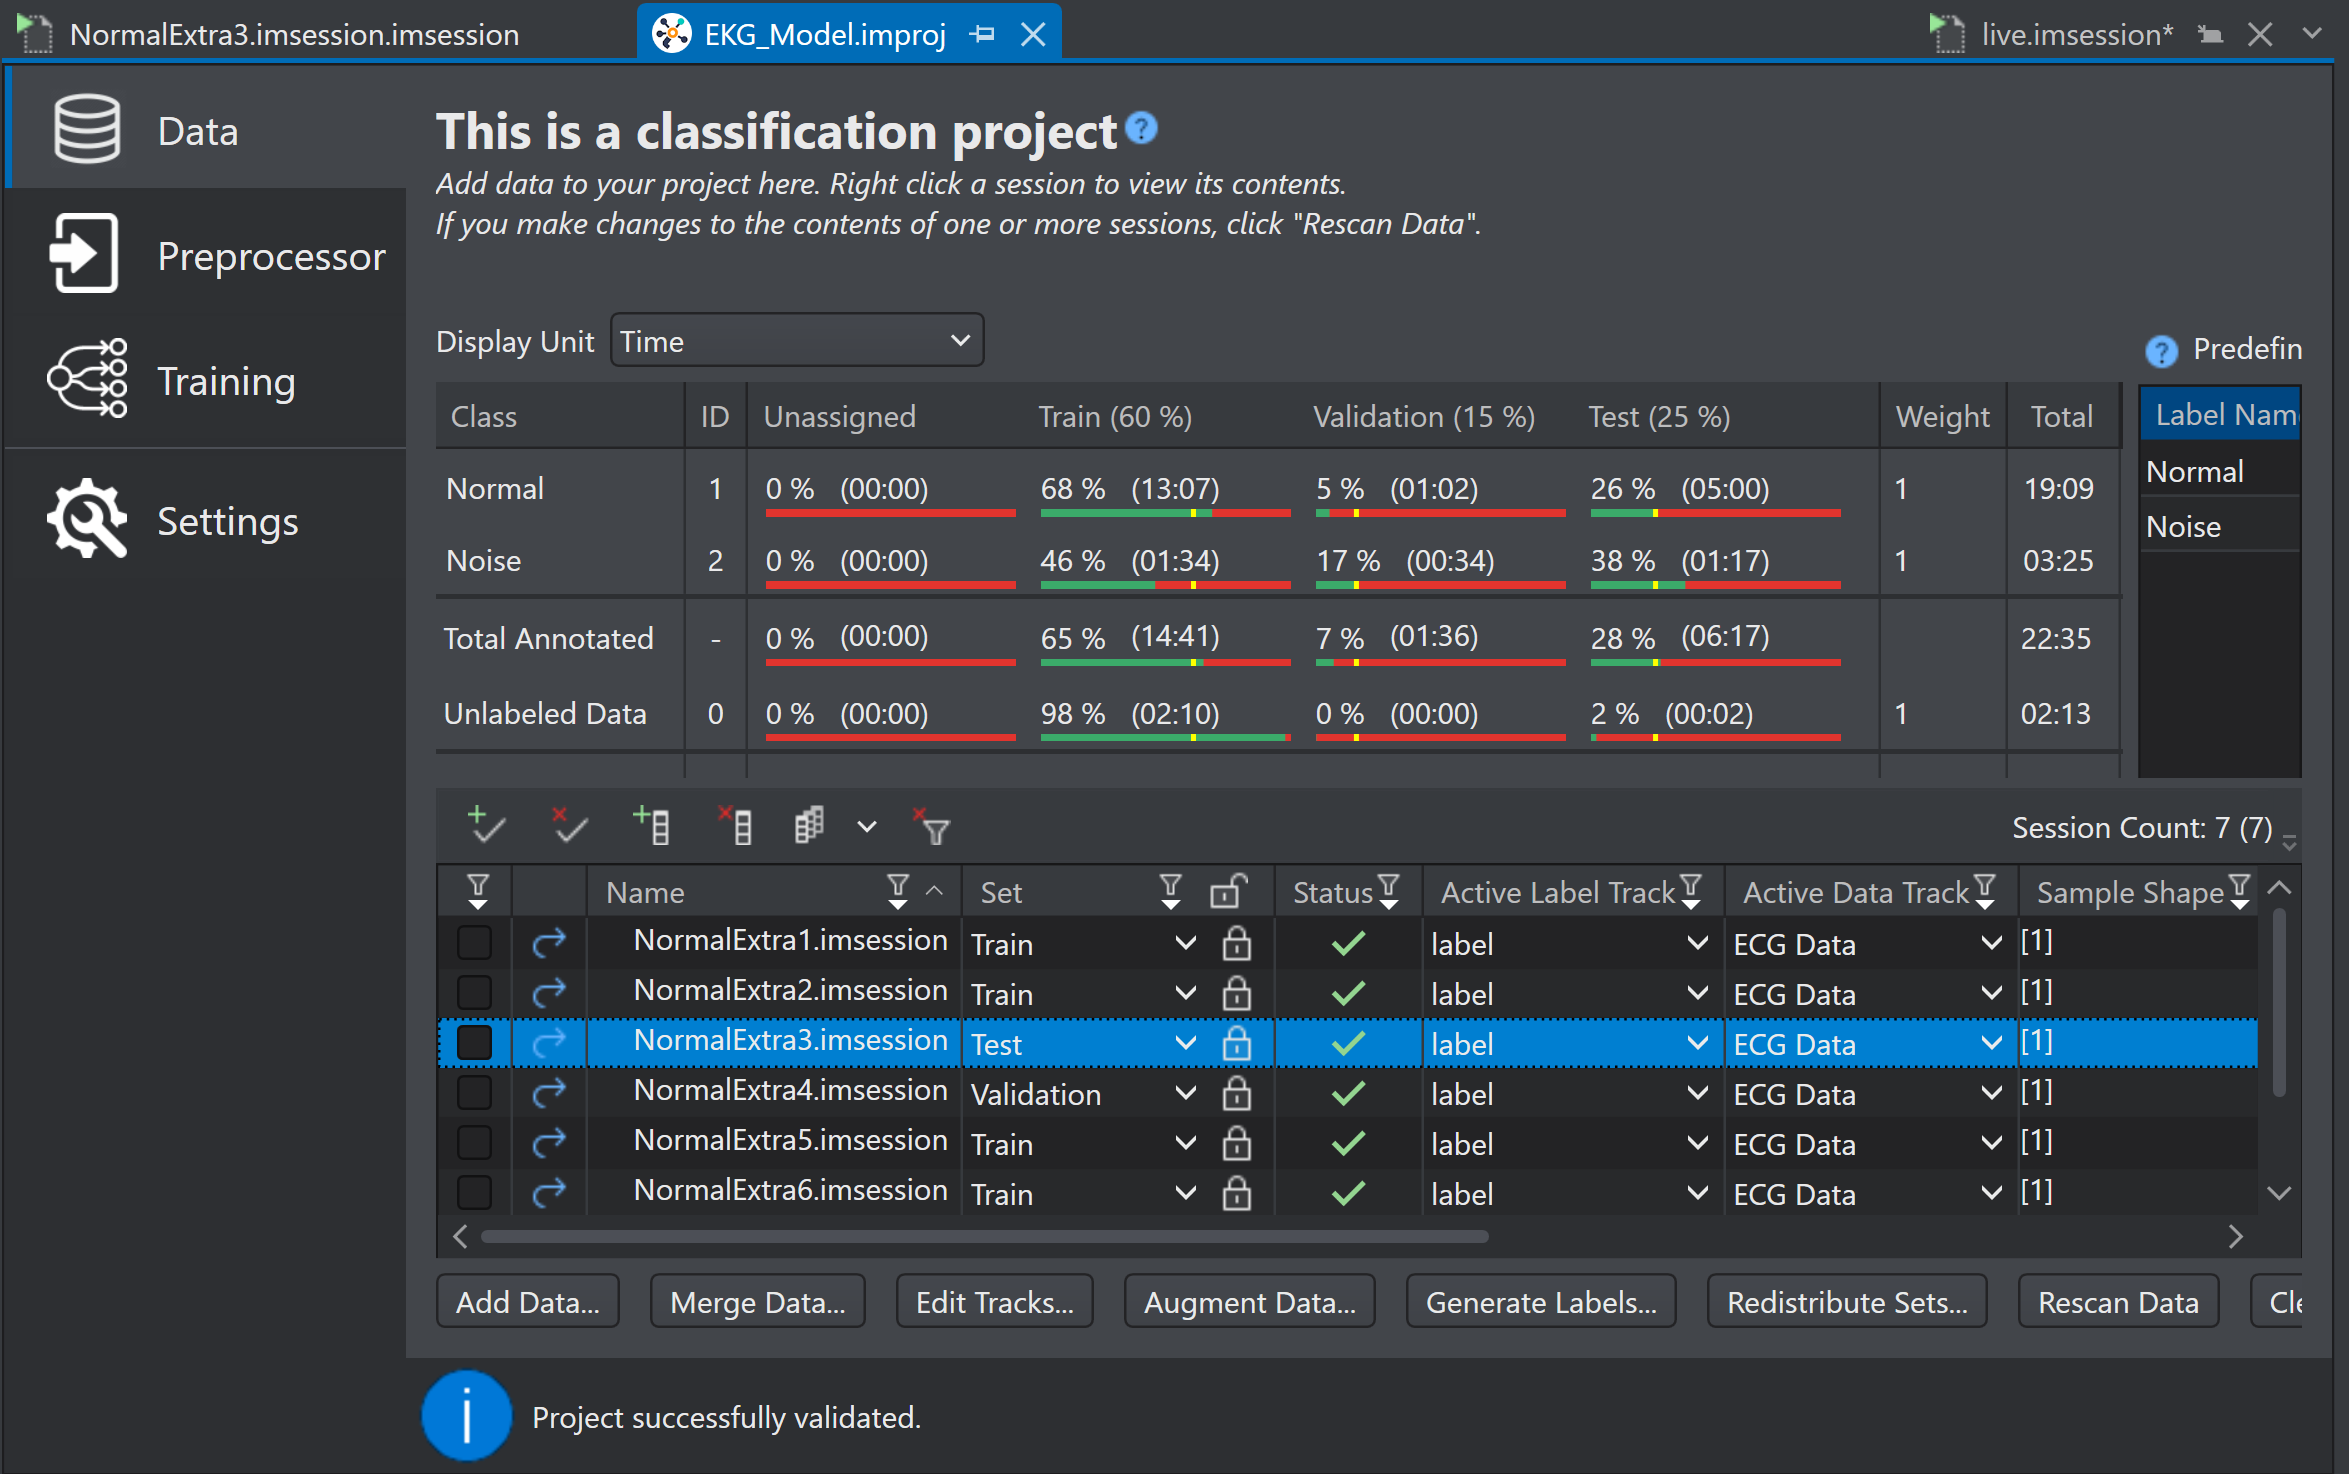 NormalExtra3.imsession.imsession
EKG_Model.improj
live.imsession*
Data
Preprocessor
Training
Settings
This is a classification project
Add data to your project here. Right click a session to view its contents.
If you make changes to the contents of one or more sessions, click "Rescan Data".
Display Unit Time
Predefin
Class ID Unassigned Train (60 %) Validation (15 %) Test (25 %) Weight Total
Normal 1 0 % (00:00) 68 % (13:07) 5 % (01:02) 26 % (05:00) 1 19:09
Noise 2 0 % (00:00) 46 % (01:34) 17 % (00:34) 38 % (01:17) 1 03:25
Total Annotated - 0 % (00:00) 65 % (14:41) 7 % (01:36) 28 % (06:17) 22:35
Unlabeled Data 0 0 % (00:00) 98 % (02:10) 0 % (00:00) 2 % (00:02) 1 02:13
Label Nam
Normal
Noise
Session Count: 7 (7)
Name Set Status Active Label Track Active Data Track Sample Shape
NormalExtra1.imsession Train label ECG Data [1]
NormalExtra2.imsession Train label ECG Data [1]
NormalExtra3.imsession Test label ECG Data [1]
NormalExtra4.imsession Validation label ECG Data [1]
NormalExtra5.imsession Train label ECG Data [1]
NormalExtra6.imsession Train label ECG Data [1]
Add Data... Merge Data... Edit Tracks... Augment Data... Generate Labels... Redistribute Sets... Rescan Data Cle
Project successfully validated.